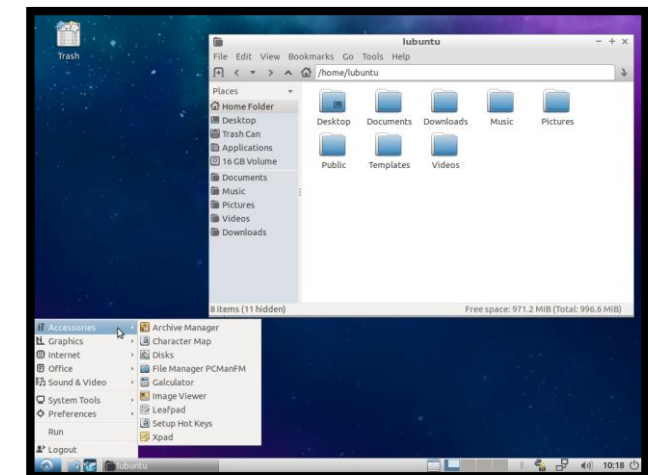 Trash
lubuntu
File Edit View Bookmarks Go Tools Help
/home/lubuntu
Places
Home Folder
Desktop
Trash Can
Applications
16 GB Volume
Documents
Music
Pictures
Videos
Downloads
Desktop Documents Downloads Music Pictures
Public Templates Videos
8 items (11 hidden) Free space: 971.2 MiB (Total: 996.6 MiB)
Accessories
Graphics
Internet
Office
Sound & Video
System Tools
Preferences
Run
Logout
Archive Manager
Character Map
Disks
File Manager PCManFM
Galculator
Image Viewer
Leafpad
Setup Hot Keys
Xpad
lubuntu
10:18